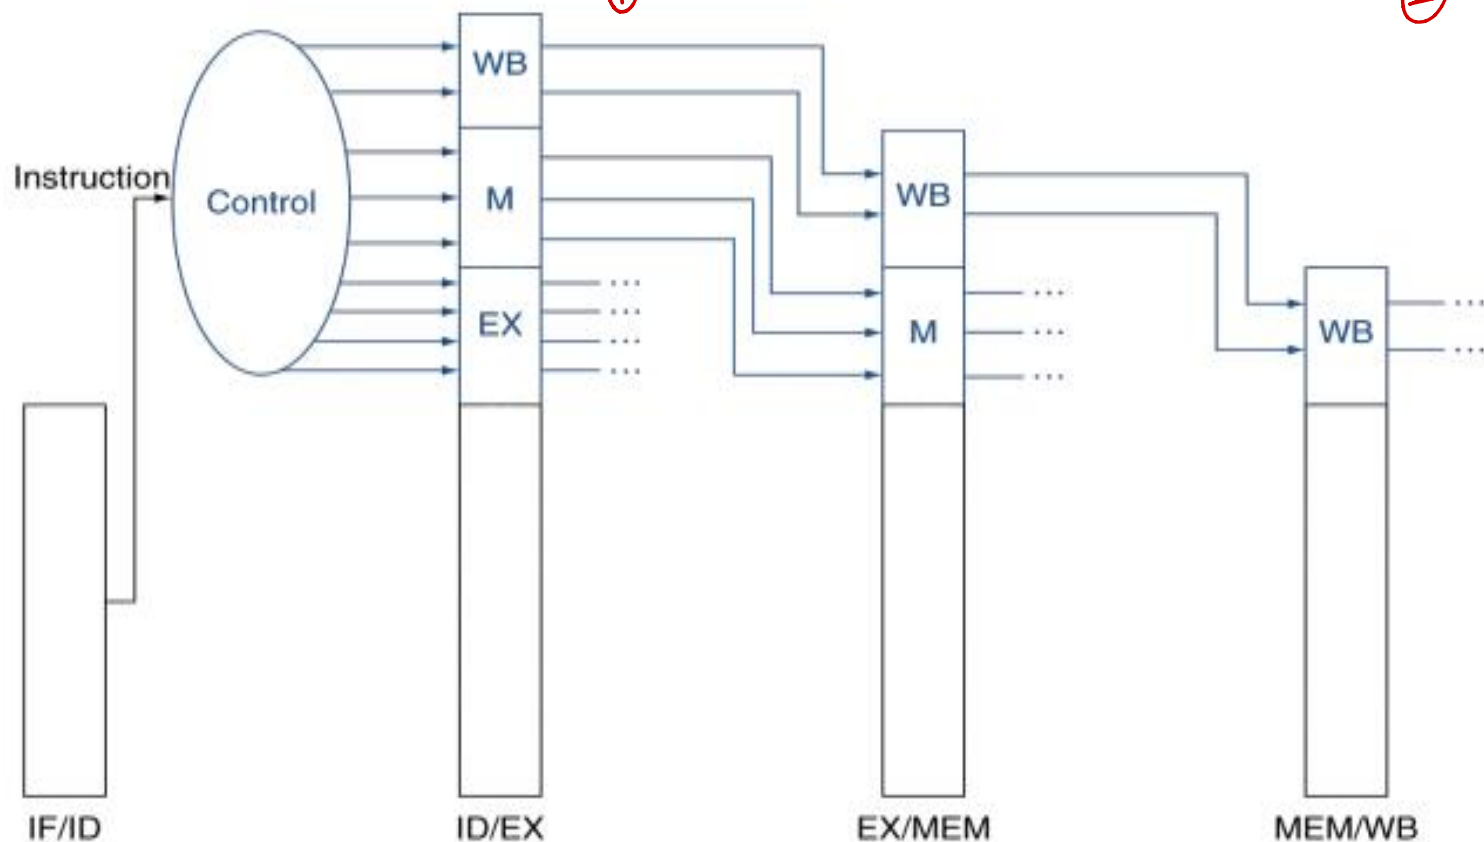 Instruction
Control
WB
M
EX
...
...
...
...
WB
M
...
...
...
WB
...
...
IF/ID
ID/EX
EX/MEM
MEM/WB